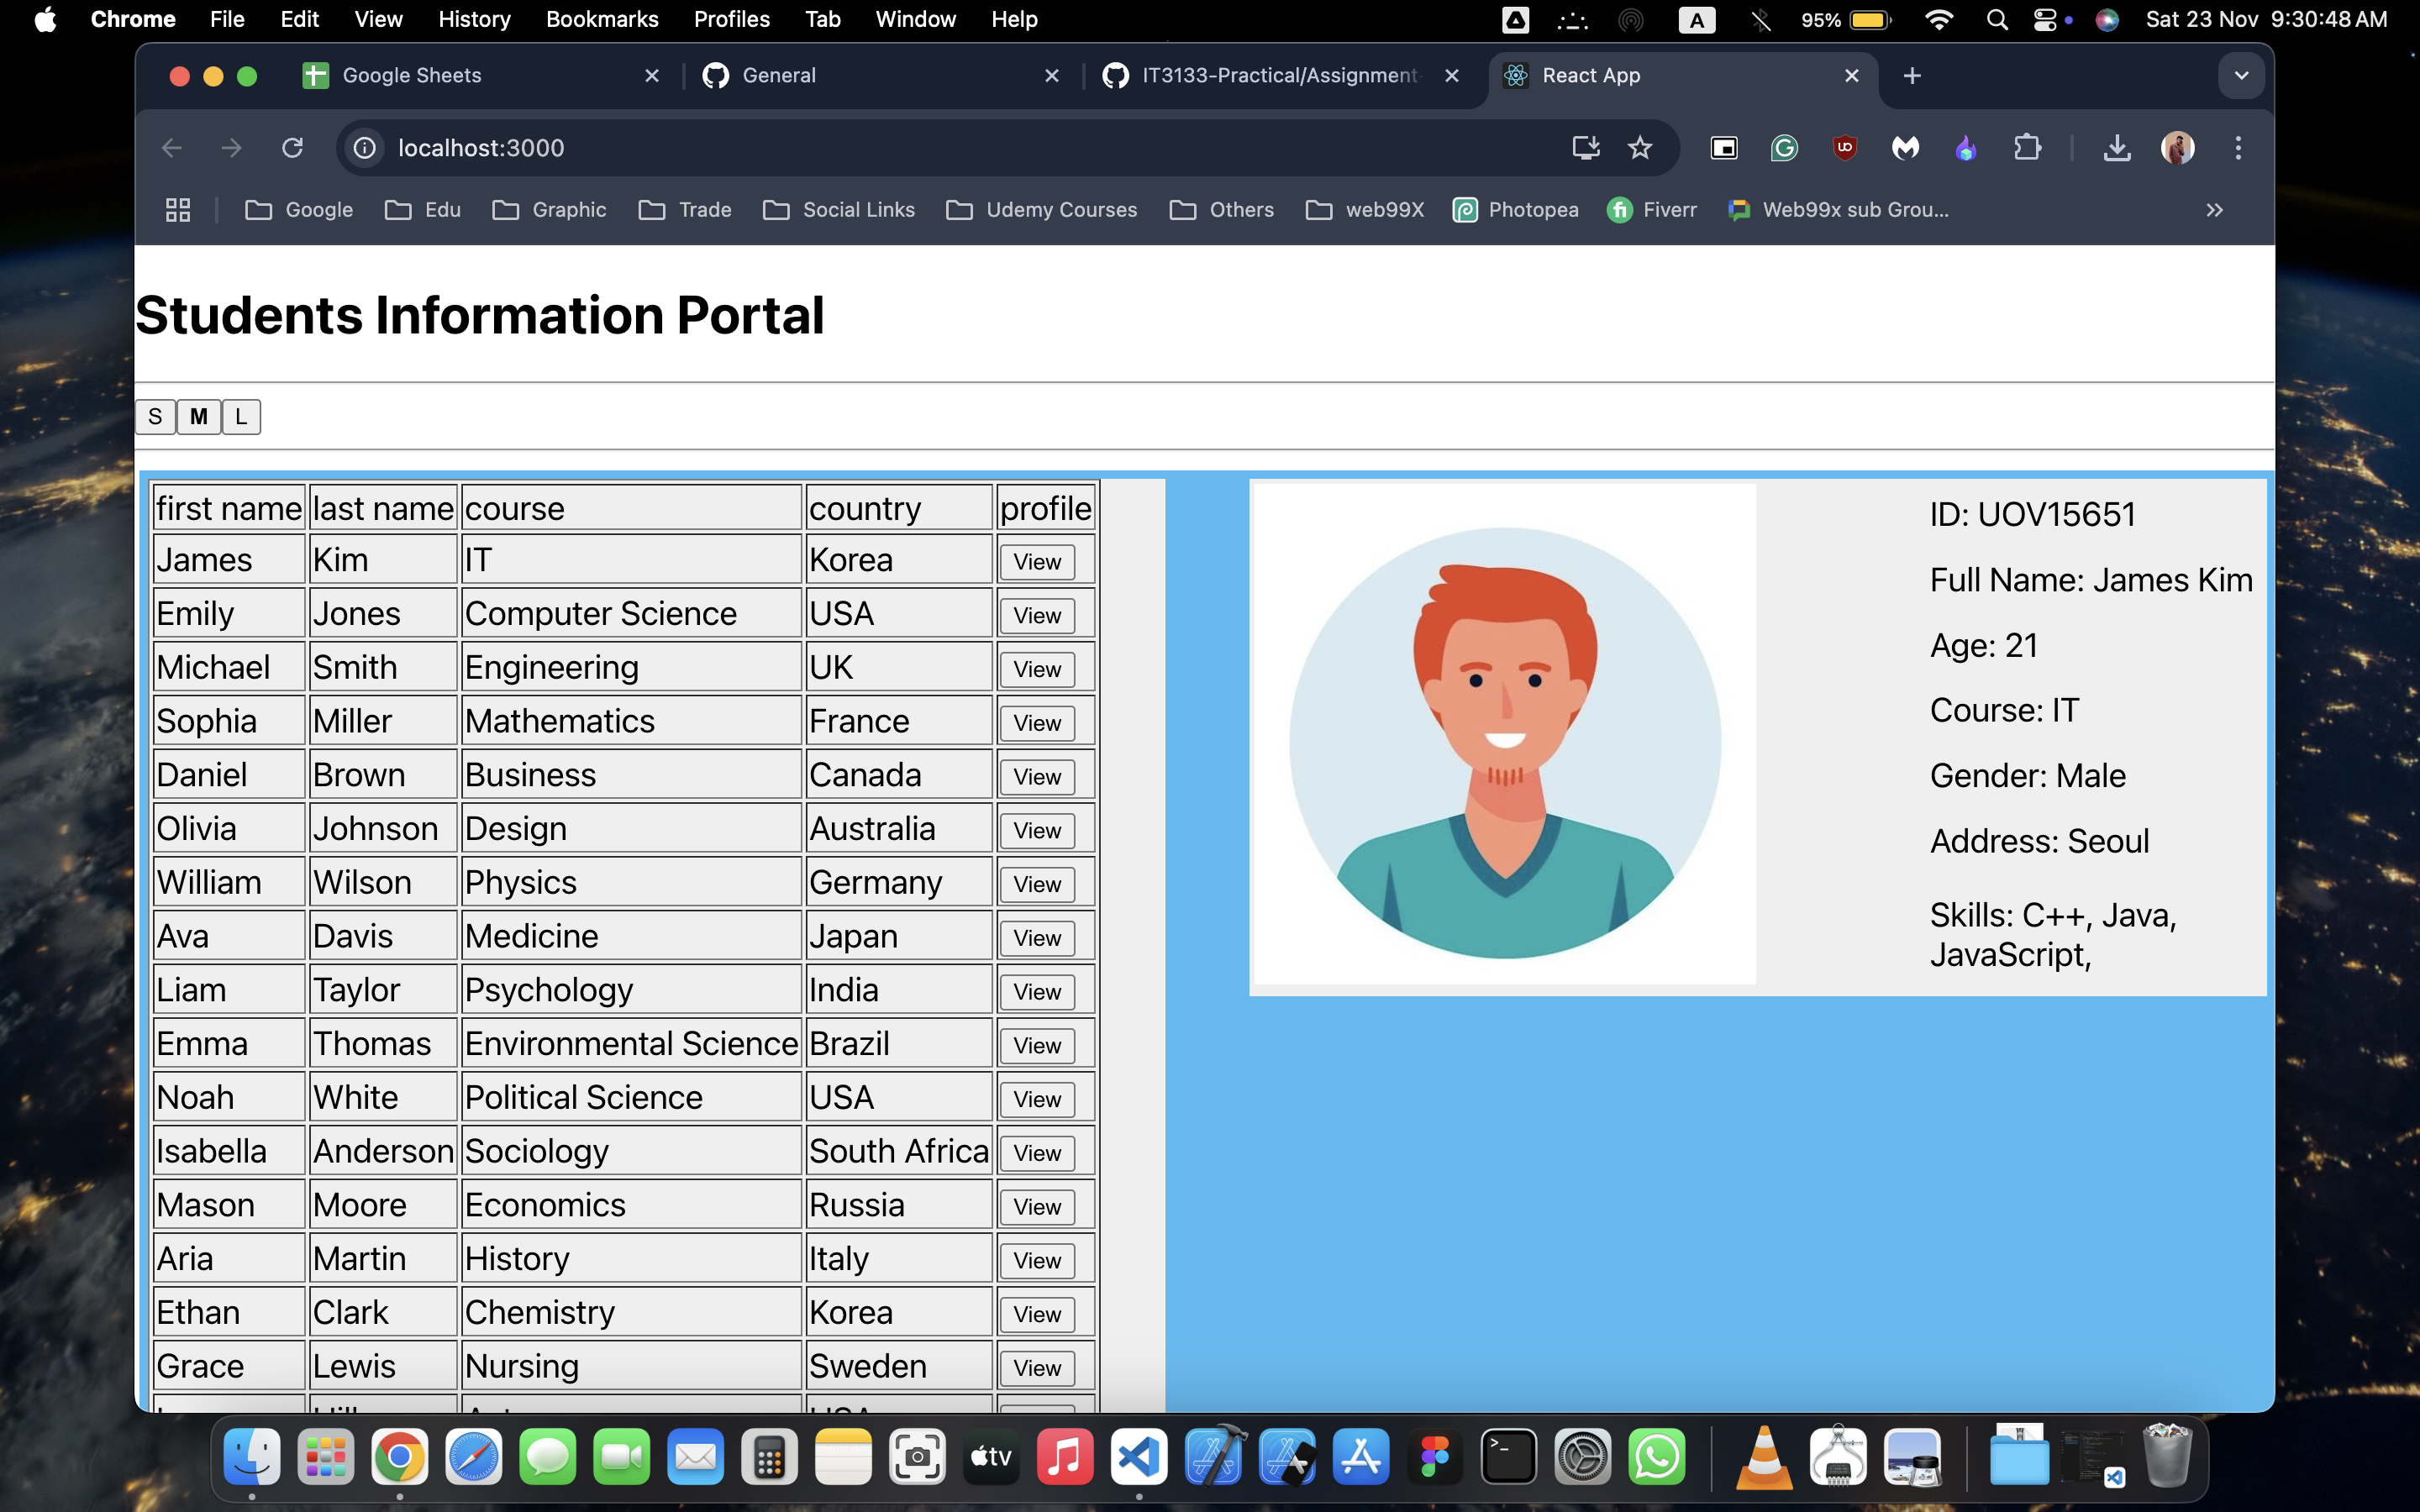 Chrome File Edit View History Bookmarks Profiles Tab Window Help A 95% Sat 23 Nov 9:30:48 AM
Google Sheets General IT3133-Practical/Assignment React App
localhost:3000
Google Edu Graphic Trade Social Links Udemy Courses Others web99X Photopea Fiverr Web99x sub Grou...
Students Information Portal
S M L
first name last name course country profile
James Kim IT Korea View
Emily Jones Computer Science USA View
Michael Smith Engineering UK View
Sophia Miller Mathematics France View
Daniel Brown Business Canada View
Olivia Johnson Design Australia View
William Wilson Physics Germany View
Ava Davis Medicine Japan View
Liam Taylor Psychology India View
Emma Thomas Environmental Science Brazil View
Noah White Political Science USA View
Isabella Anderson Sociology South Africa View
Mason Moore Economics Russia View
Aria Martin History Italy View
Ethan Clark Chemistry Korea View
Grace Lewis Nursing Sweden View
ID: UOV15651
Full Name: James Kim
Age: 21
Course: IT
Gender: Male
Address: Seoul
Skills: C++, Java,
JavaScript,
tv